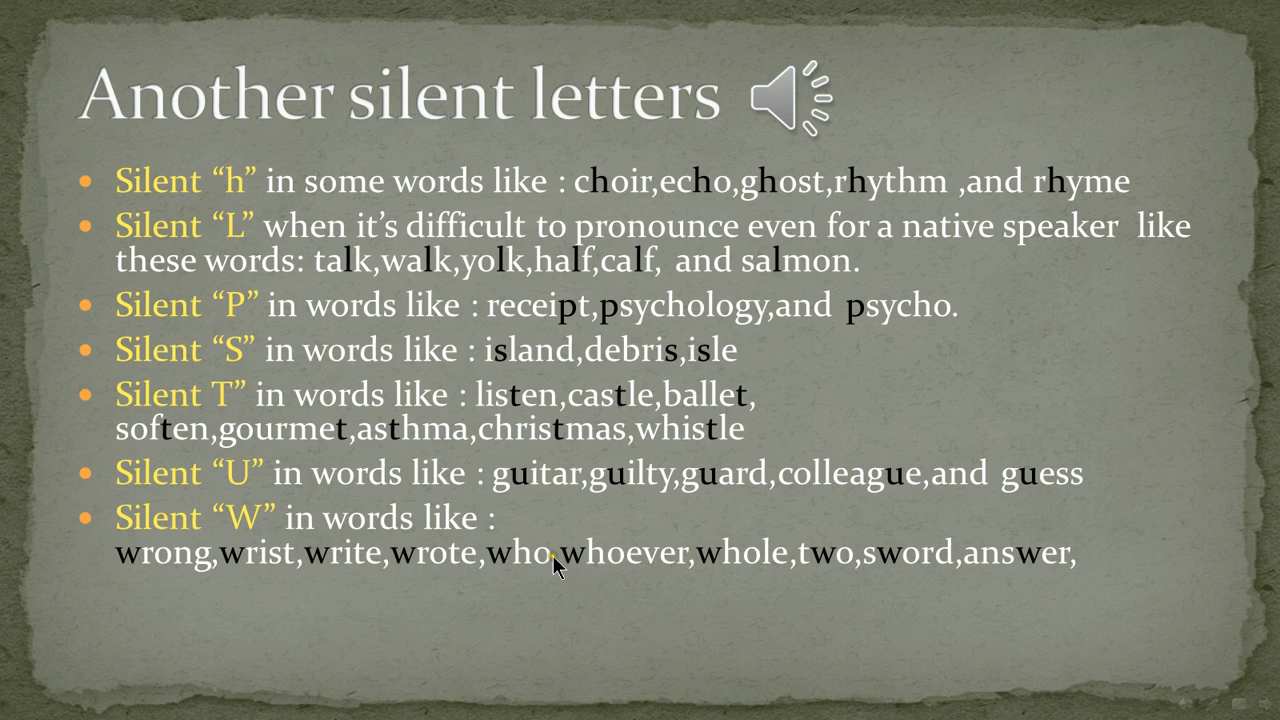 Another silent letters
• Silent “h” in some words like : choir,echo,ghost,rhythm ,and rhyme
• Silent “L” when it’s difficult to pronounce even for a native speaker like
these words: talk,walk,yolk,half,calf, and salmon.
• Silent “P” in words like : receipt,psychology,and psycho.
• Silent “S” in words like : island,debris,isle
• Silent T” in words like : listen,castle,ballet,
soften,gourmet,asthma,christmas,whistle
• Silent “U” in words like : guitar,guilty,guard,colleague,and guess
• Silent “W” in words like :
wrong,wrist,write,wrote,who,whoever,whole,two,sword,answer,